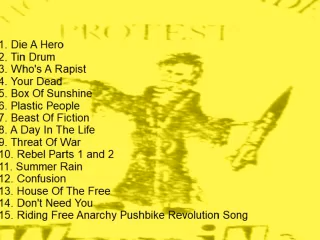 PROTEST
1. Die A Hero
2. Tin Drum
3. Who's A Rapist
4. Your Dead
5. Box Of Sunshine
6. Plastic People
7. Beast Of Fiction
8. A Day In The Life
9. Threat Of War
10. Rebel Parts 1 and 2
11. Summer Rain
12. Confusion
13. House Of The Free
14. Don't Need You
15. Riding Free Anarchy Pushbike Revolution Song